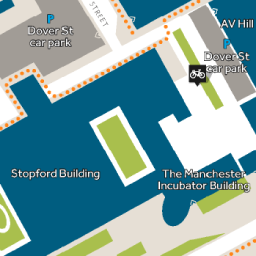 P
Dover St
car park
STREET
AV Hill
P
Dover St
car park
Stopford Building
The Manchester
Incubator Building